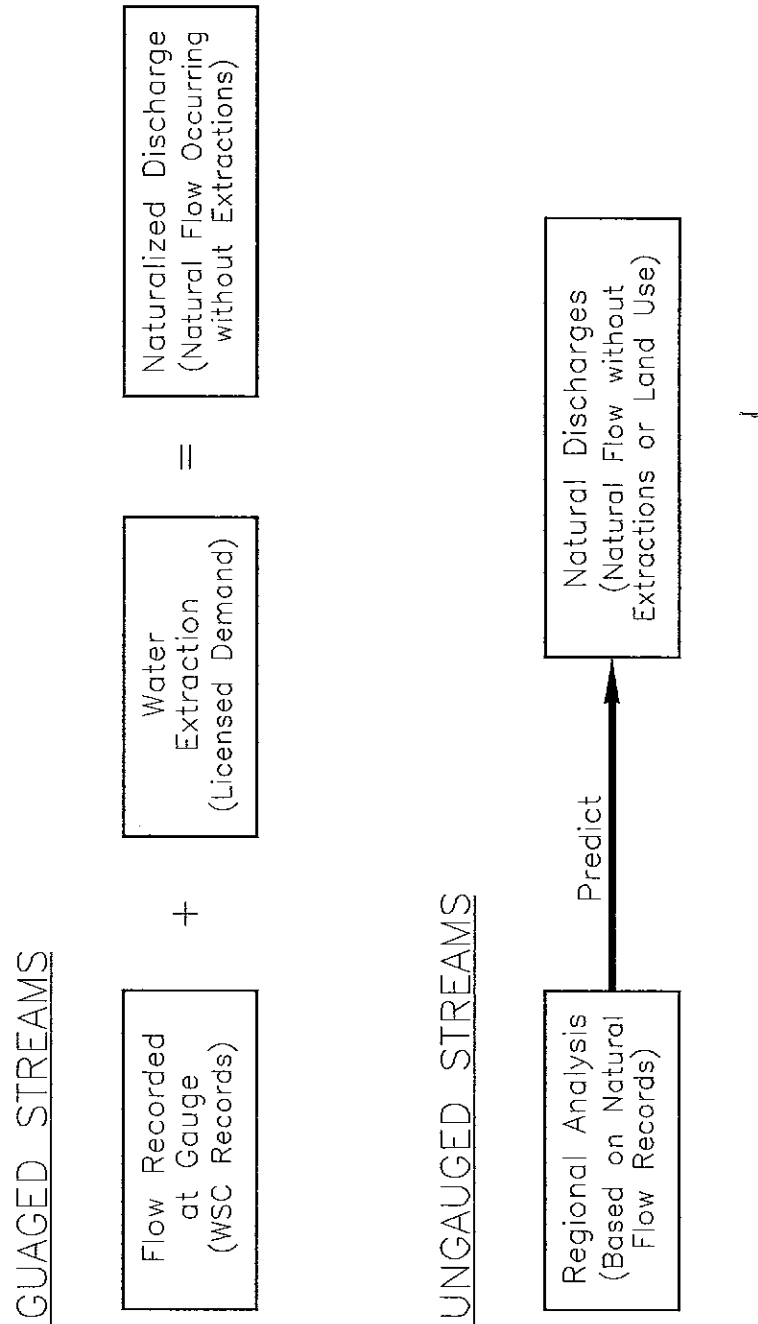 GUAGED STREAMS
Flow Recorded
at Gauge
(WSC Records)
+
Water
Extraction
(Licensed Demand)
=
Naturalized Discharge
(Natural Flow Occurring
without Extractions)
UNGAUGED STREAMS
Regional Analysis
(Based on Natural
Flow Records)
Predict
Natural Discharges
(Natural Flow without
Extractions or Land Use)